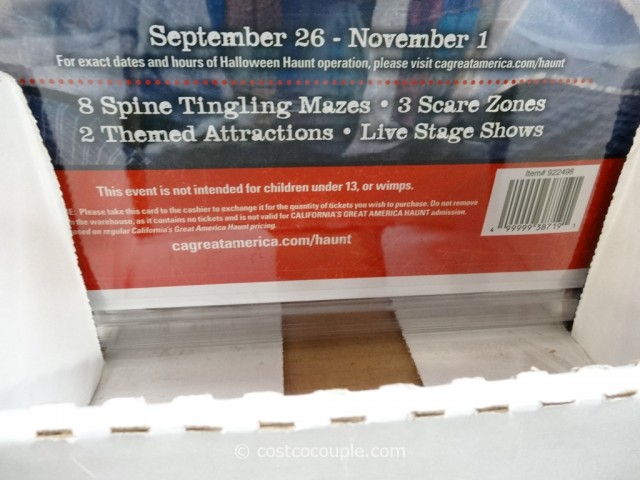 September 26 - November 1
For exact dates and hours of Halloween Haunt operation, please visit cagreatamerica.com/haunt
8 Spine Tingling Mazes • 3 Scare Zones
2 Themed Attractions • Live Stage Shows
Item# 922498
This event is not intended for children under 13, or wimps.
E: Please take this card to the cashier to exchange it for the quantity of tickets you wish to purchase. Do not remove
the warehouse, as it contains no tickets and is not valid for CALIFORNIA'S GREAT AMERICA HAUNT admission.
based on regular California's Great America Haunt pricing.
4 99999 38719 1
cagreatamerica.com/haunt
© costcocouple.com